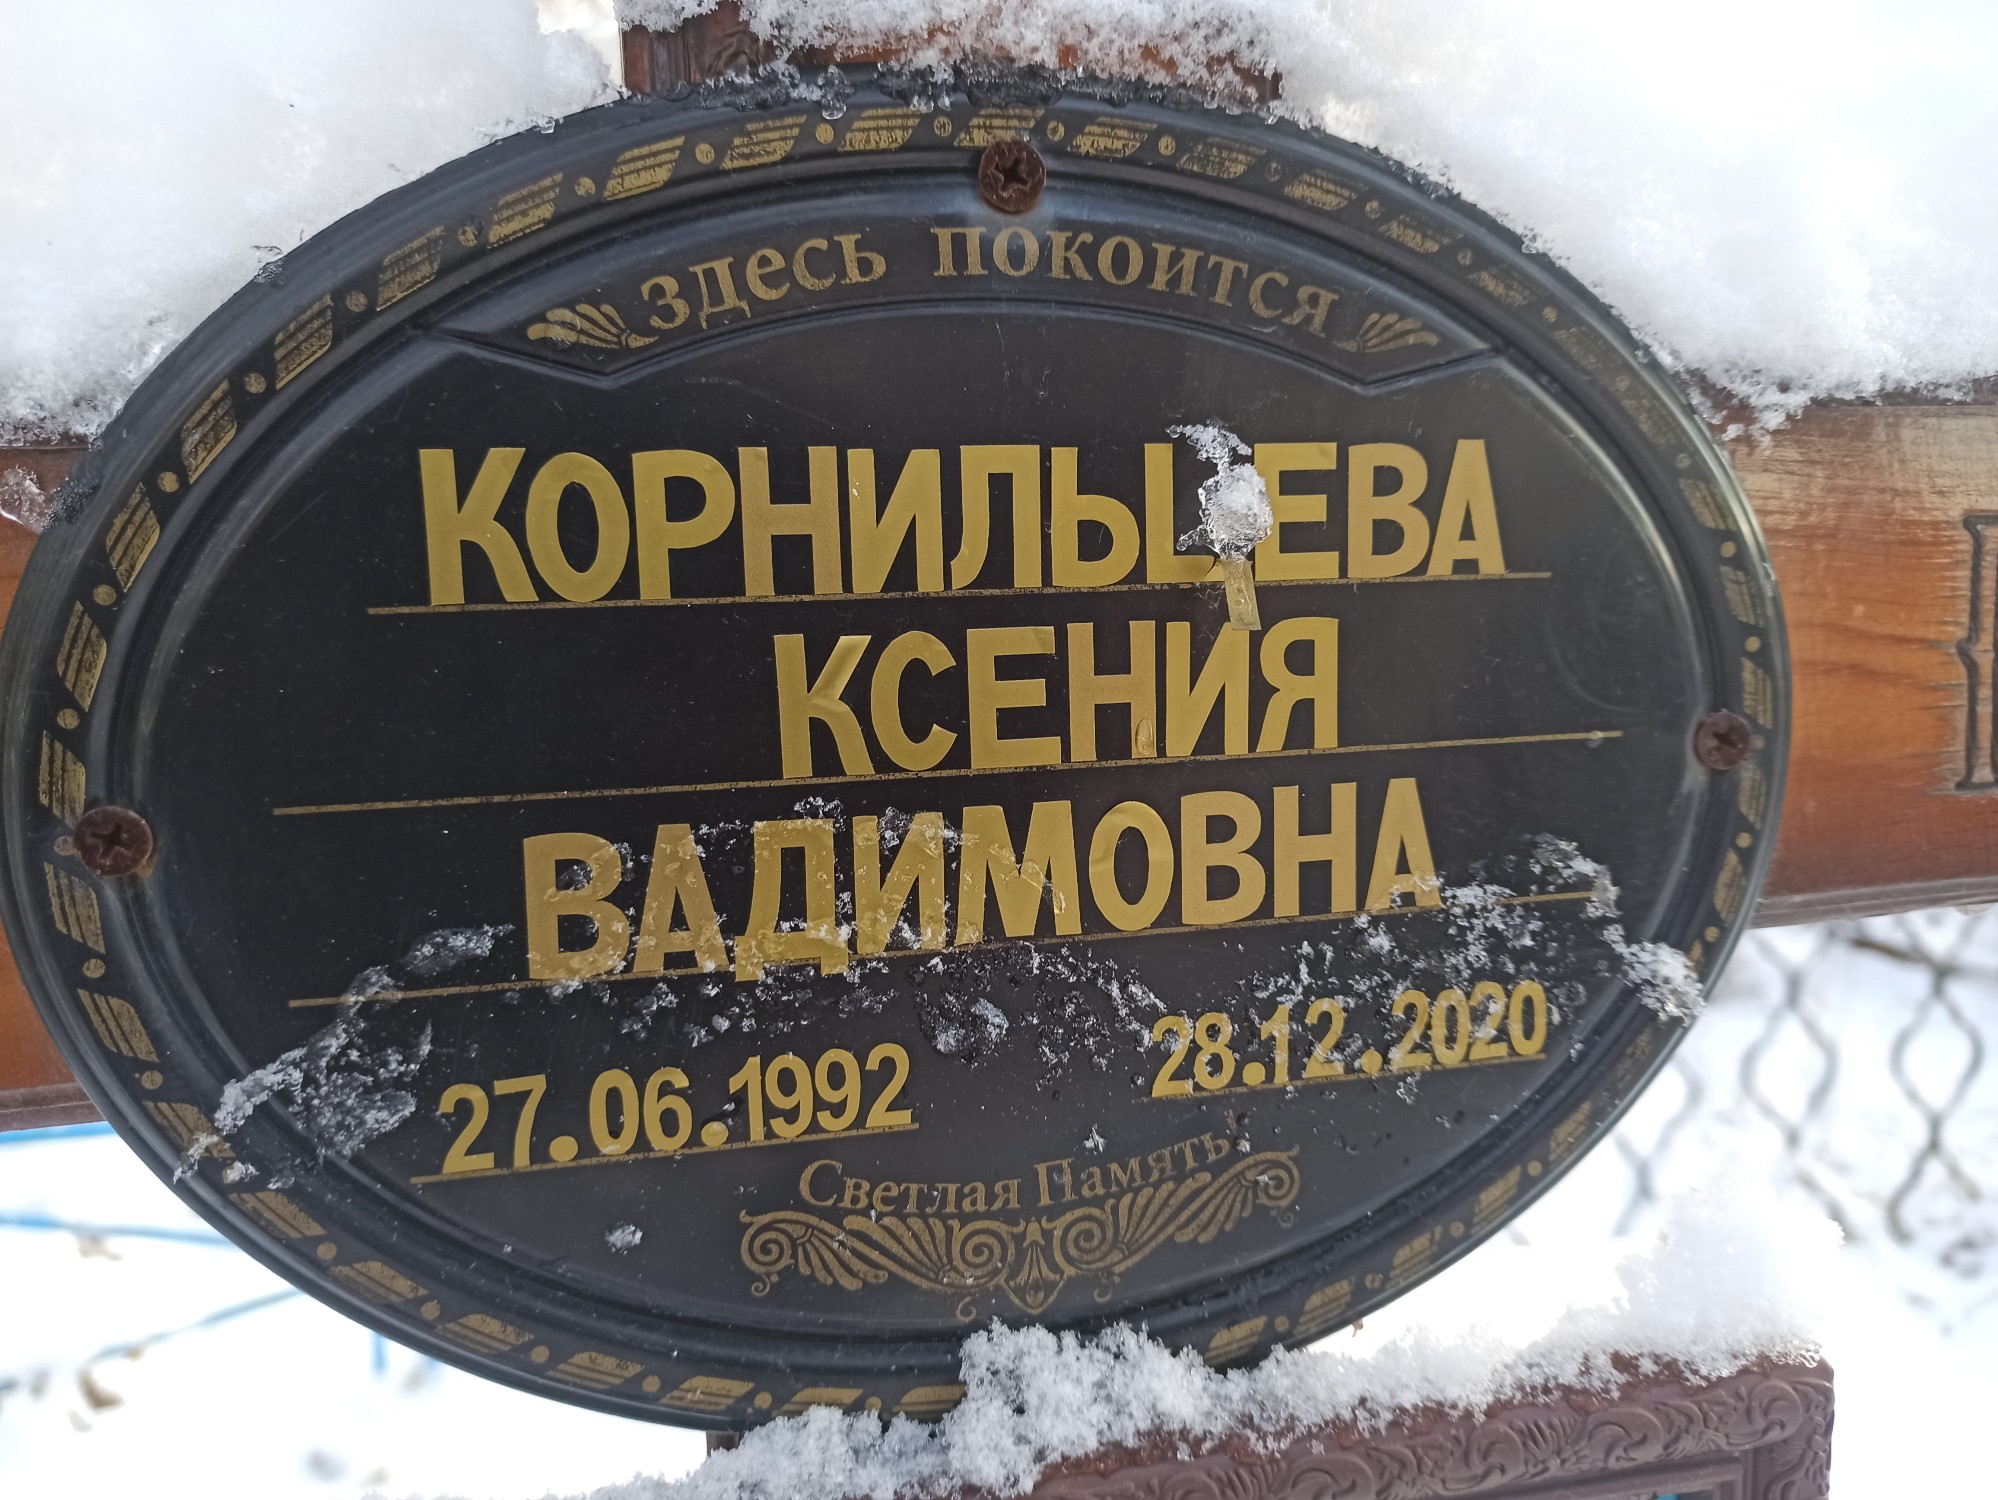 здесь покоится
КОРНИЛЬЦЕВА
КСЕНИЯ
ВАДИМОВНА
27.06.1992 28.12.2020
Светлая Память!